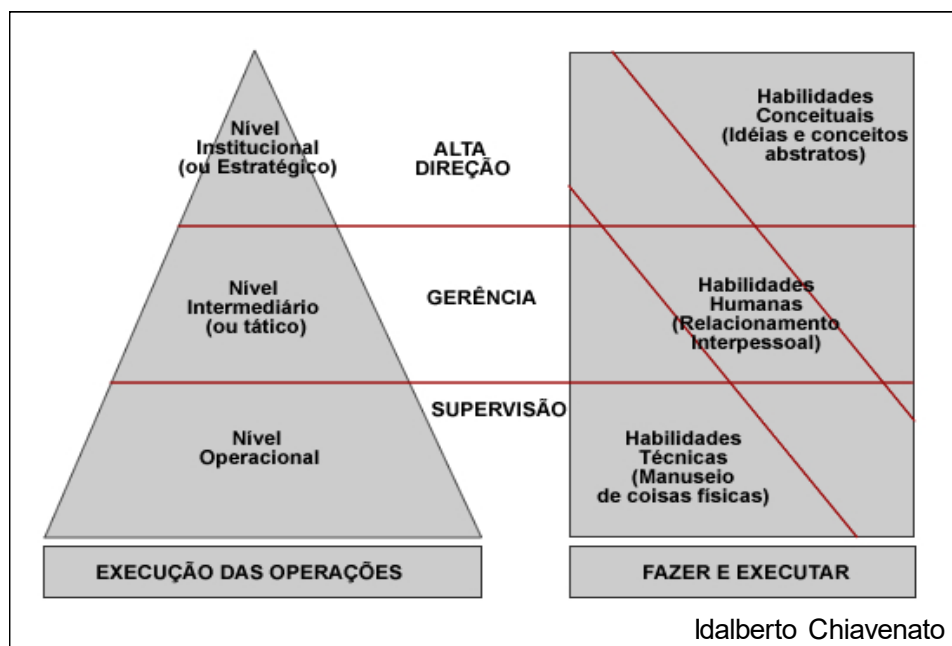 Nível
Institucional
(ou Estratégico)
ALTA
DIREÇÃO
Habilidades
Conceituais
(Idéias e conceitos
abstratos)
Nível
Intermediário
(ou tático)
GERÊNCIA
Habilidades
Humanas
(Relacionamento
Interpessoal)
SUPERVISÃO
Nível
Operacional
Habilidades
Técnicas
(Manuseio
de coisas físicas)
EXECUÇÃO DAS OPERAÇÕES
FAZER E EXECUTAR
Idalberto Chiavenato